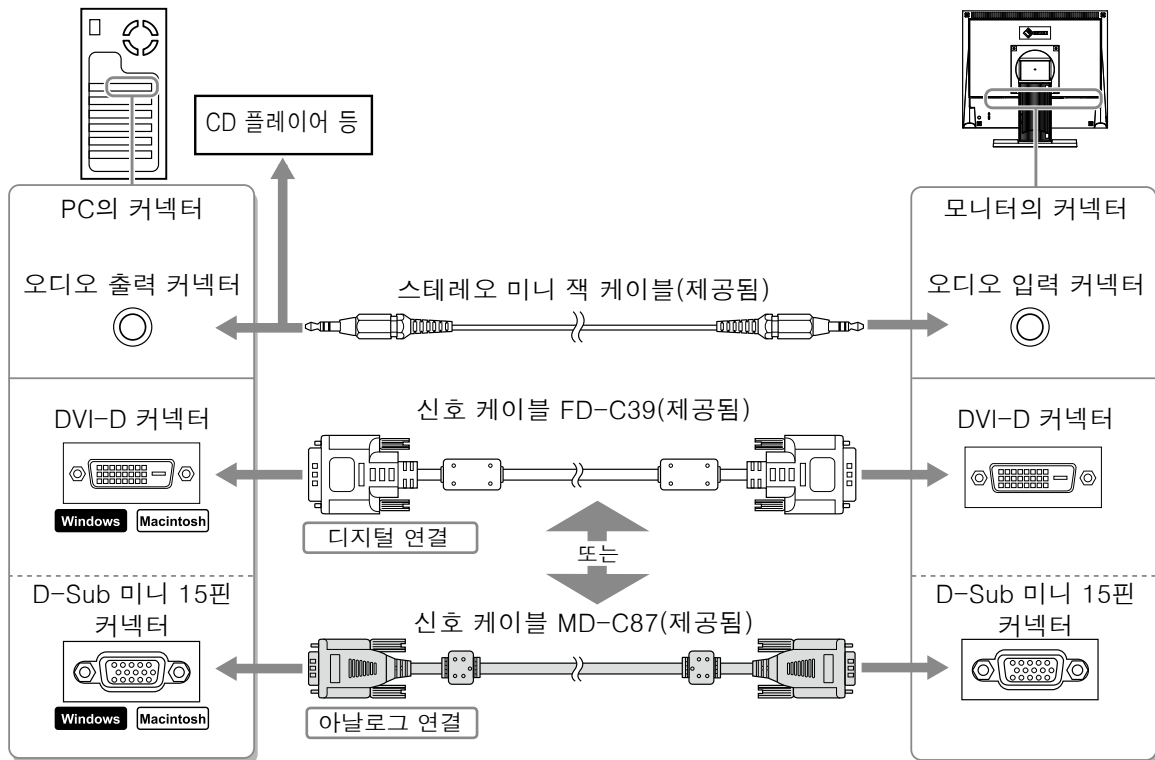 CD 플레이어 등
PC의 커넥터
모니터의 커넥터
오디오 출력 커넥터
스테레오 미니 잭 케이블(제공됨)
오디오 입력 커넥터
DVI-D 커넥터
신호 케이블 FD-C39(제공됨)
DVI-D 커넥터
Windows
Macintosh
디지털 연결
또는
D-Sub 미니 15핀
커넥터
신호 케이블 MD-C87(제공됨)
D-Sub 미니 15핀
커넥터
Windows
Macintosh
아날로그 연결